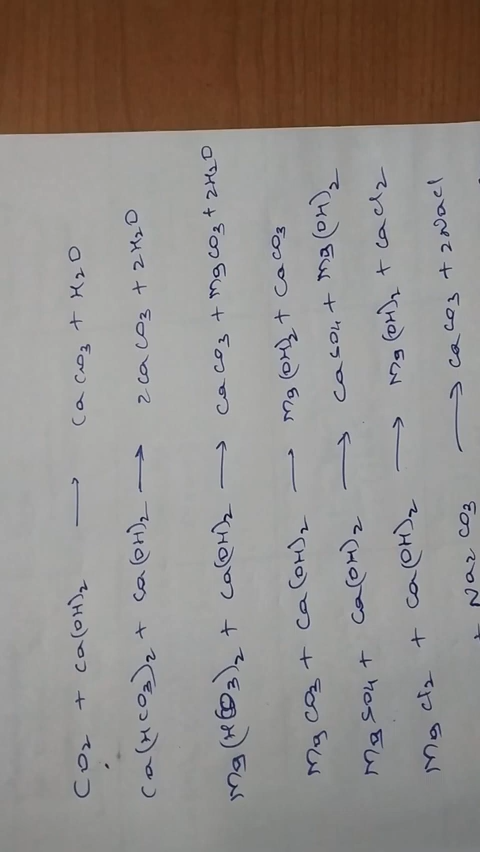 CO2 + Ca(OH)2 ⟶ CaCO3 + H2O
Ca(HCO3)2 + Ca(OH)2 ⟶ 2CaCO3 + 2H2O
Mg(HCO3)2 + Ca(OH)2 ⟶ CaCO3 + MgCO3 + 2H2O
MgCO3 + Ca(OH)2 ⟶ Mg(OH)2 + CaCO3
MgSO4 + Ca(OH)2 ⟶ CaSO4 + Mg(OH)2
MgCl2 + Ca(OH)2 ⟶ Mg(OH)2 + CaCl2
+ Na2CO3 ⟶ CaCO3 + 2NaCl